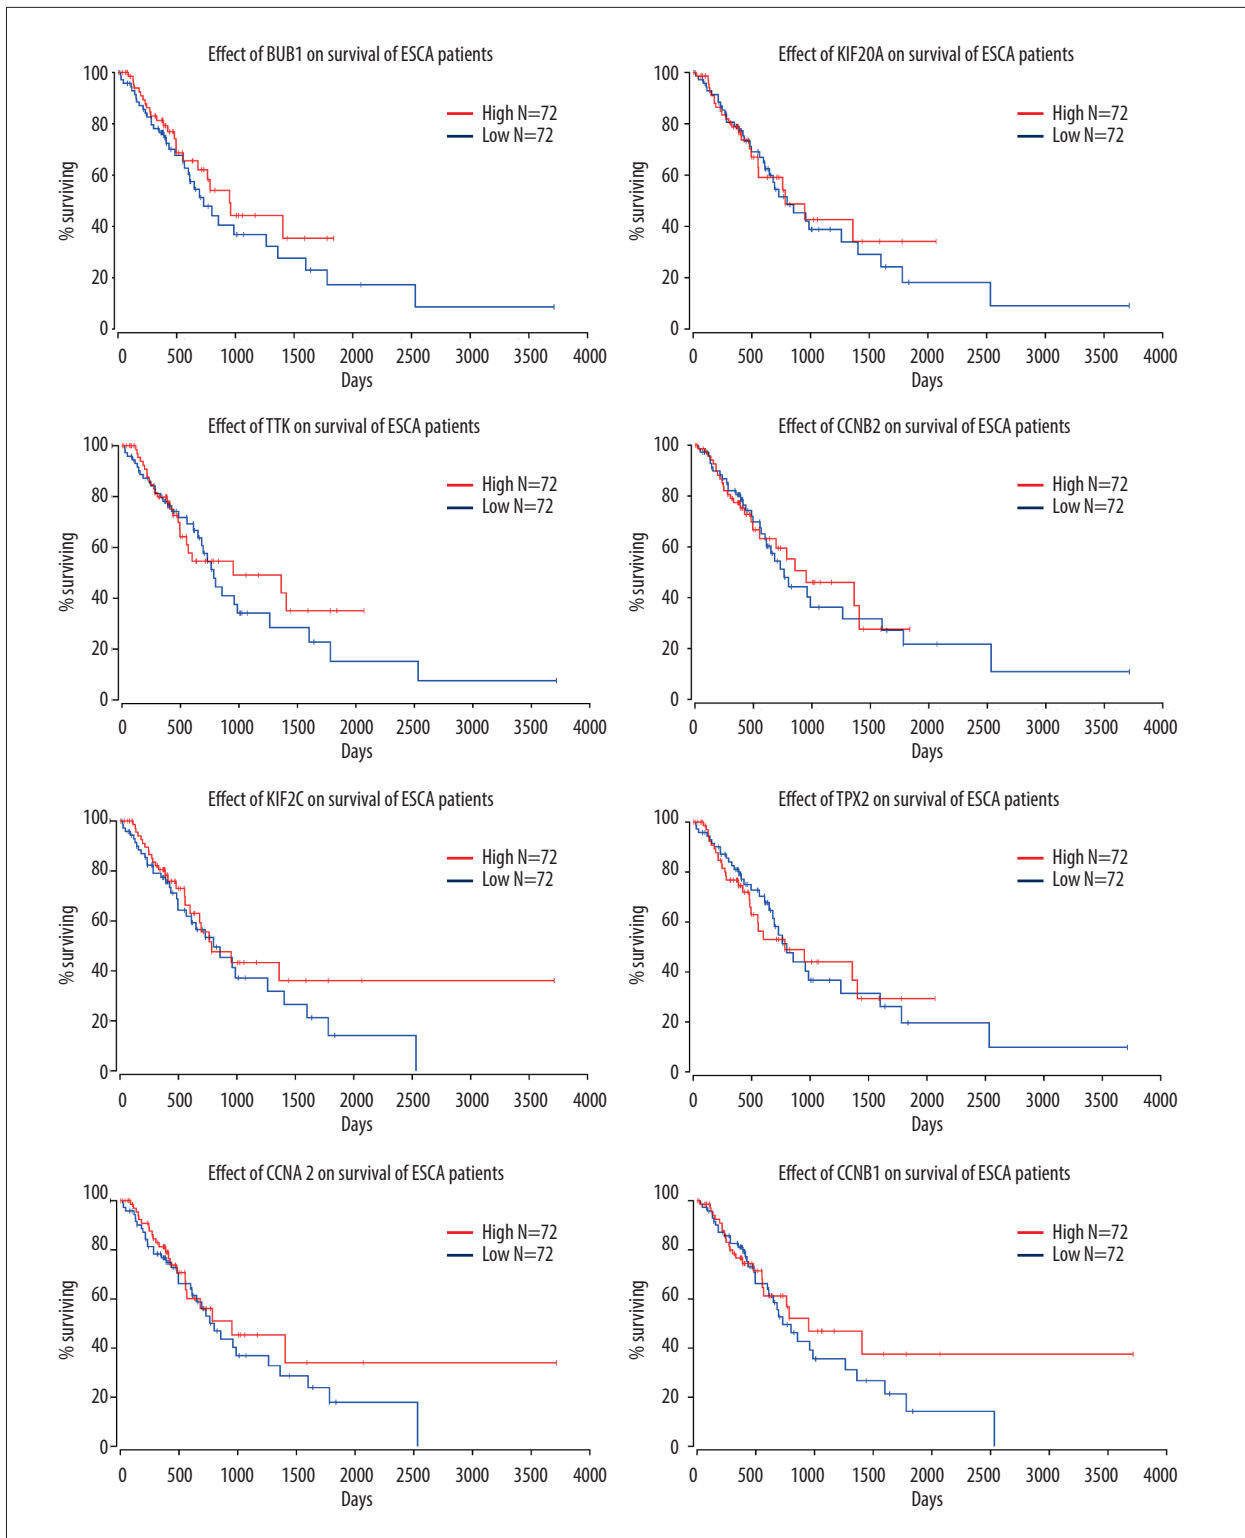 Effect of BUB1 on survival of ESCA patients
% surviving
100
80
60
40
20
0
High N=72
Low N=72
0 500 1000 1500 2000 2500 3000 3500 4000
Days
Effect of KIF20A on survival of ESCA patients
% surviving
100
80
60
40
20
0
High N=72
Low N=72
0 500 1000 1500 2000 2500 3000 3500 4000
Days
Effect of TTK on survival of ESCA patients
% surviving
100
80
60
40
20
0
High N=72
Low N=72
0 500 1000 1500 2000 2500 3000 3500 4000
Days
Effect of CCNB2 on survival of ESCA patients
% surviving
100
80
60
40
20
0
High N=72
Low N=72
0 500 1000 1500 2000 2500 3000 3500 4000
Days
Effect of KIF2C on survival of ESCA patients
% surviving
100
80
60
40
20
0
High N=72
Low N=72
0 500 1000 1500 2000 2500 3000 3500 4000
Days
Effect of TPX2 on survival of ESCA patients
% surviving
100
80
60
40
20
0
High N=72
Low N=72
0 500 1000 1500 2000 2500 3000 3500 4000
Days
Effect of CCNA 2 on survival of ESCA patients
% surviving
100
80
60
40
20
0
High N=72
Low N=72
0 500 1000 1500 2000 2500 3000 3500 4000
Days
Effect of CCNB1 on survival of ESCA patients
% surviving
100
80
60
40
20
0
High N=72
Low N=72
0 500 1000 1500 2000 2500 3000 3500 4000
Days